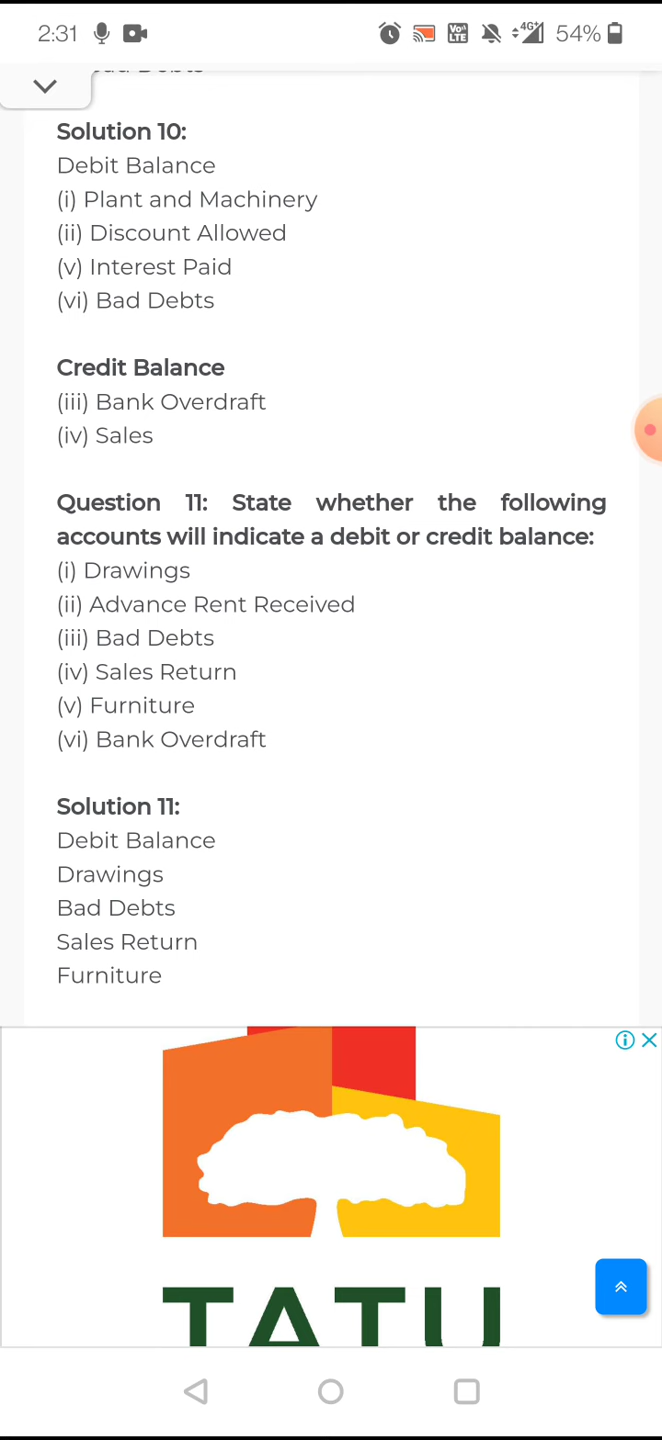 2:31
Vo LTE
4G+
54%
Solution 10:
Debit Balance
(i) Plant and Machinery
(ii) Discount Allowed
(v) Interest Paid
(vi) Bad Debts
Credit Balance
(iii) Bank Overdraft
(iv) Sales
Question 11: State whether the following
accounts will indicate a debit or credit balance:
(i) Drawings
(ii) Advance Rent Received
(iii) Bad Debts
(iv) Sales Return
(v) Furniture
(vi) Bank Overdraft
Solution 11:
Debit Balance
Drawings
Bad Debts
Sales Return
Furniture
TATU